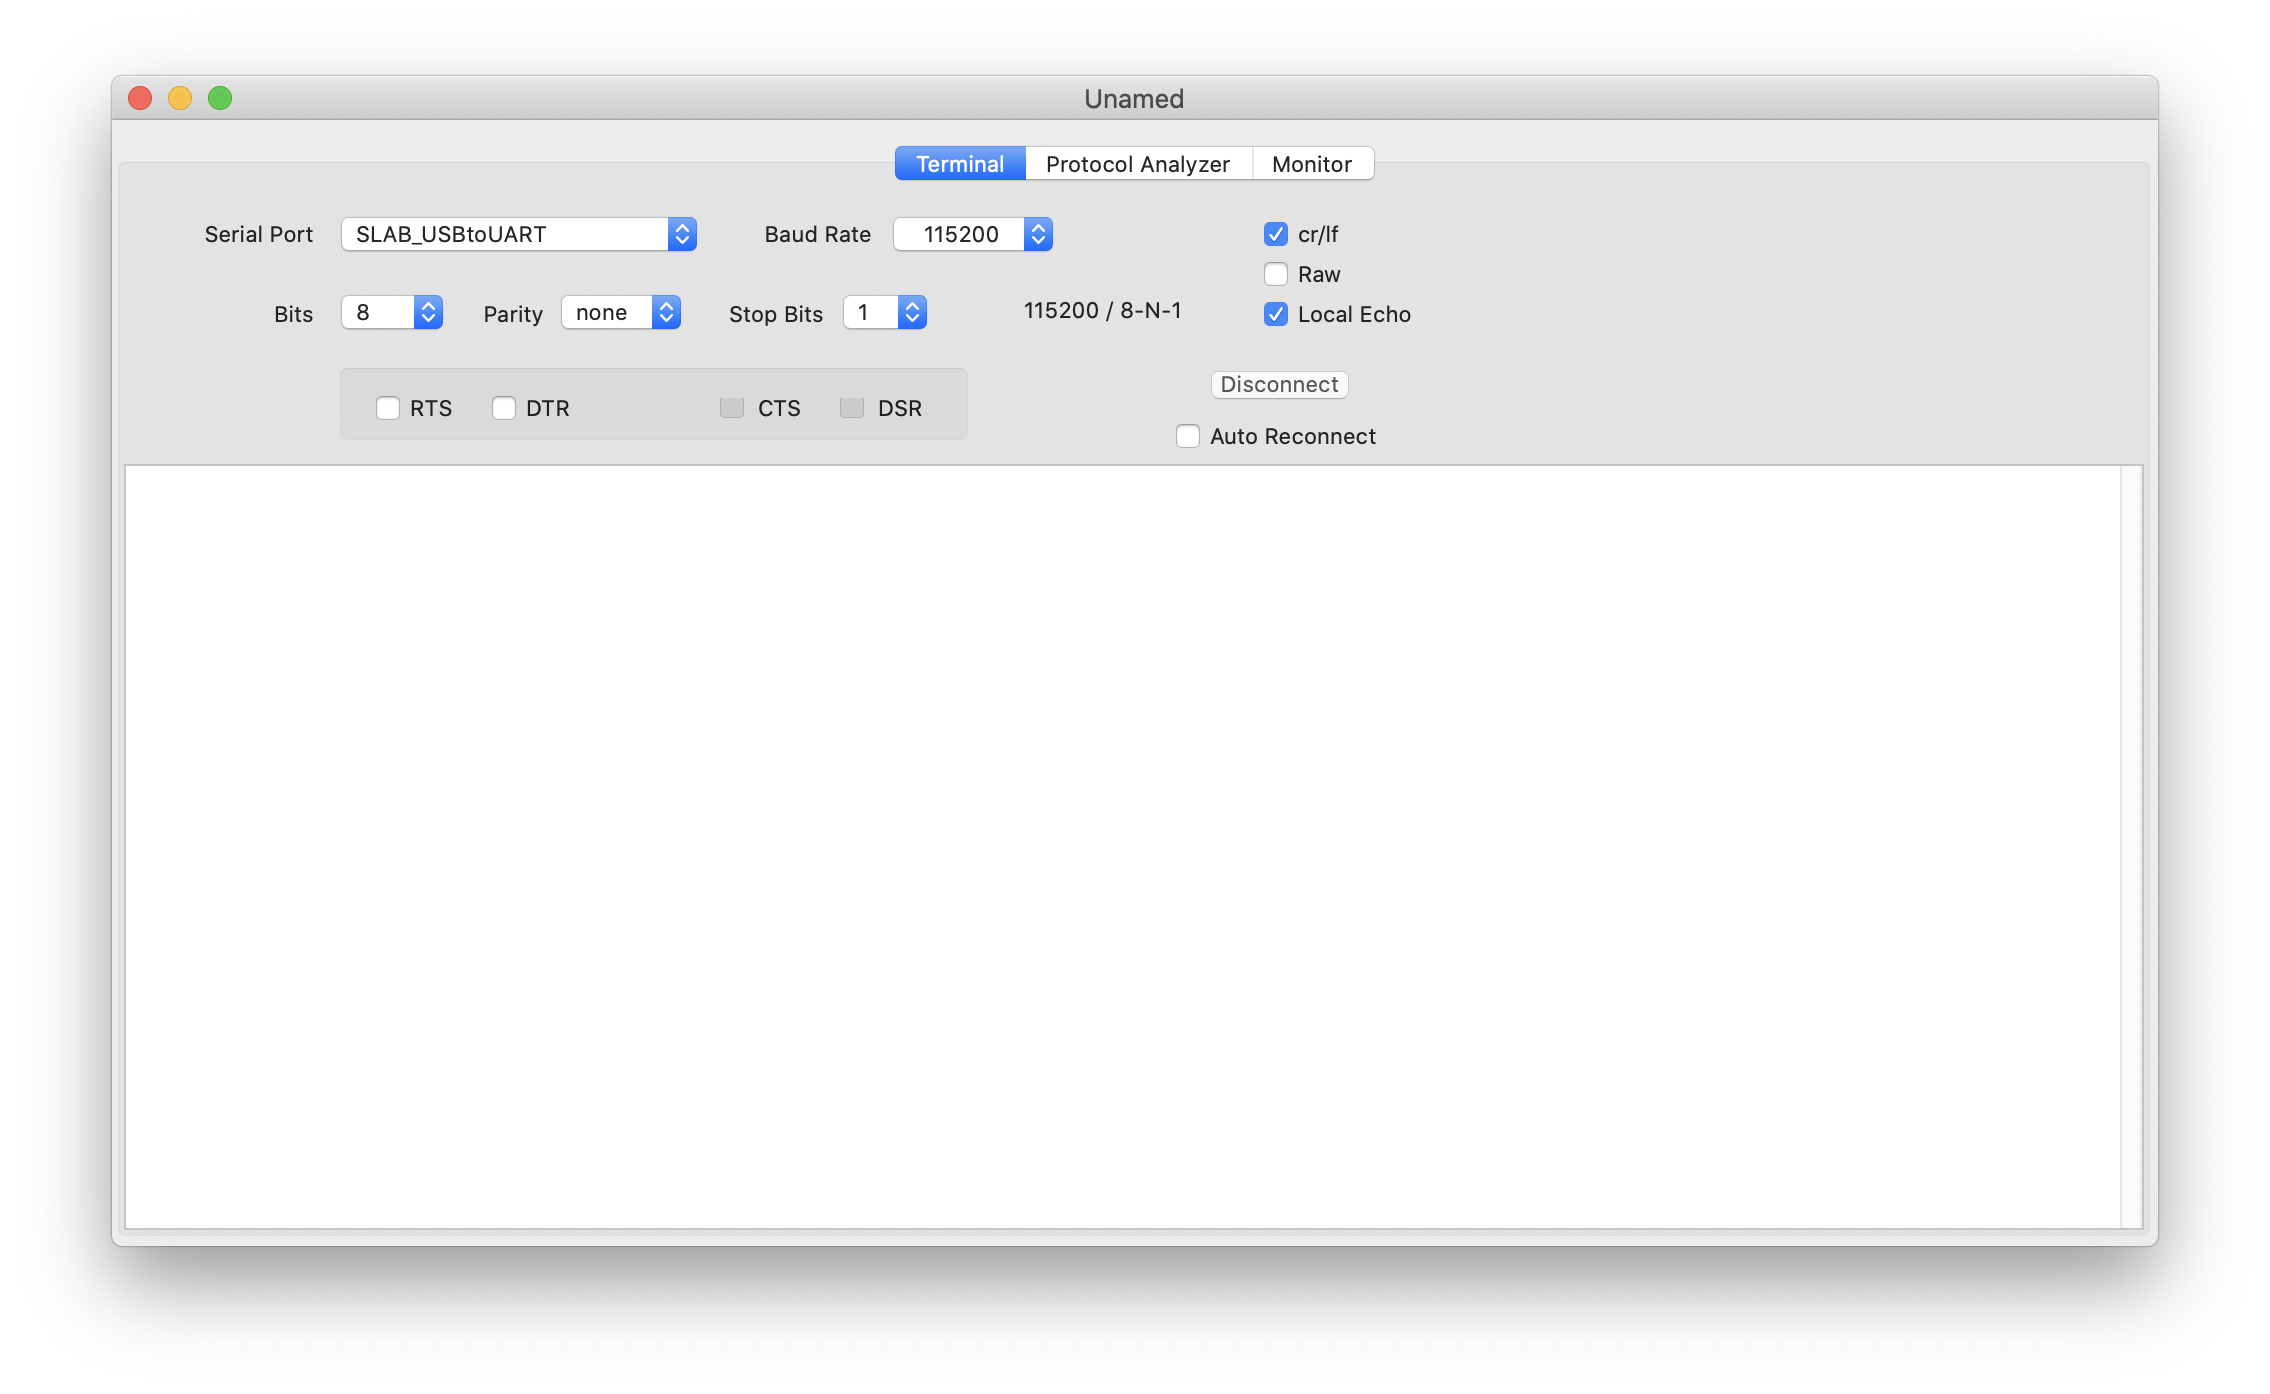 Unamed
Terminal Protocol Analyzer Monitor
Serial Port SLAB_USBtoUART Baud Rate 115200 cr/lf
Raw
Bits 8 Parity none Stop Bits 1 115200 / 8-N-1 Local Echo
Disconnect
RTS DTR CTS DSR
Auto Reconnect